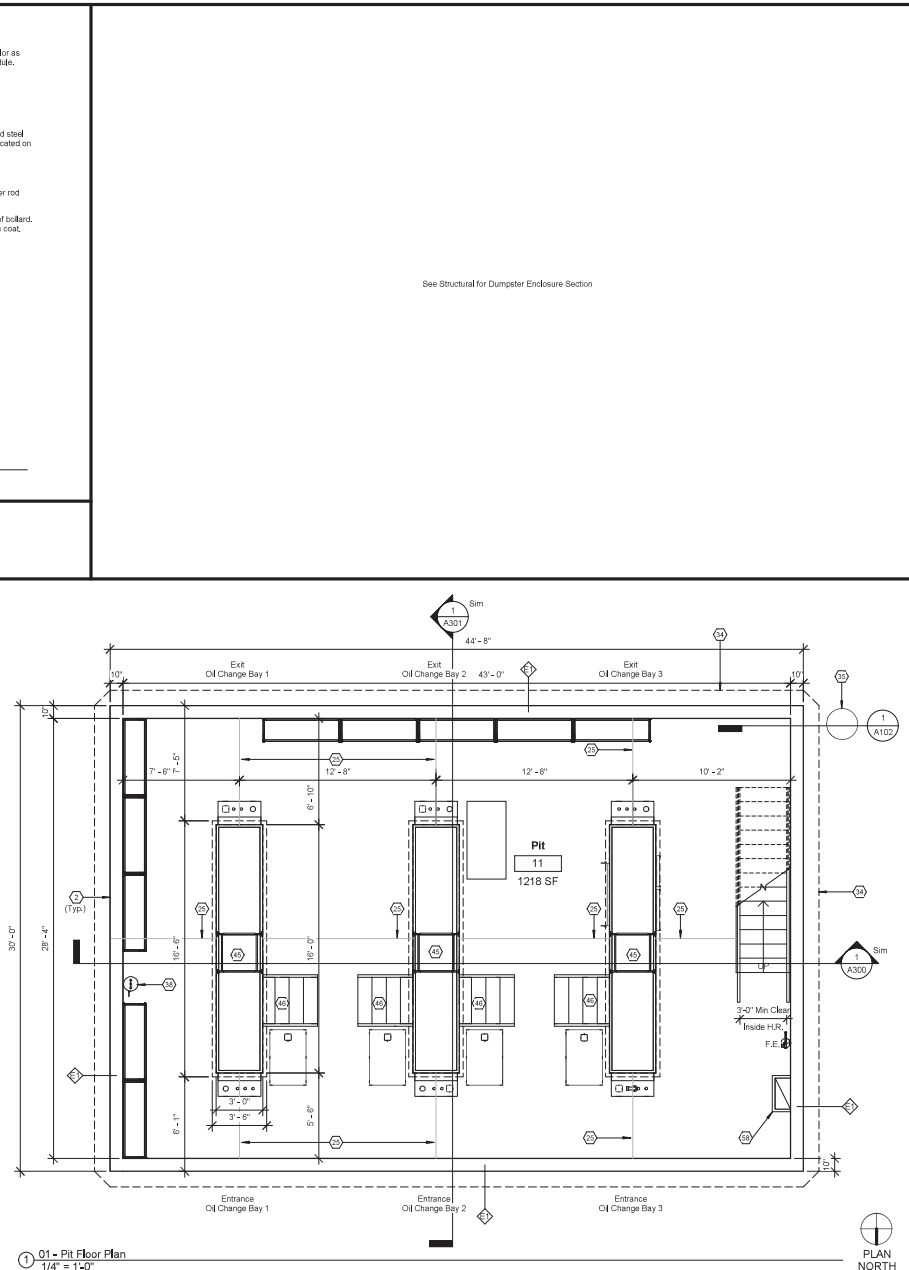 lor as
ule.
d steel
cated on
er rod
of bollard.
coat.
See Structural for Dumpster Enclosure Section
1
A301
Sim
44' - 8"
34
Exit
Oil Change Bay 1
Exit
Oil Change Bay 2
43' - 0"
E1
Exit
Oil Change Bay 3
10"
10"
35
1
A102
10"
25
25
7' - 6"
7' - 5"
12' - 8"
12' - 8"
10' - 2"
6' - 10"
Pit
11
1218 SF
2
(Typ.)
34
30' - 0"
28' - 4"
25
25
25
25
16' - 6"
16' - 0"
45
45
45
1
A300
Sim
UP
38
46
46
46
46
3'-0" Min Clear
Inside H.R.
F.E.
E1
E1
3' - 0"
3' - 6"
6' - 1"
5' - 6"
25
25
58
10"
Entrance
Oil Change Bay 1
Entrance
Oil Change Bay 2
E1
Entrance
Oil Change Bay 3
1
01 - Pit Floor Plan
1/4" = 1'-0"
PLAN
NORTH